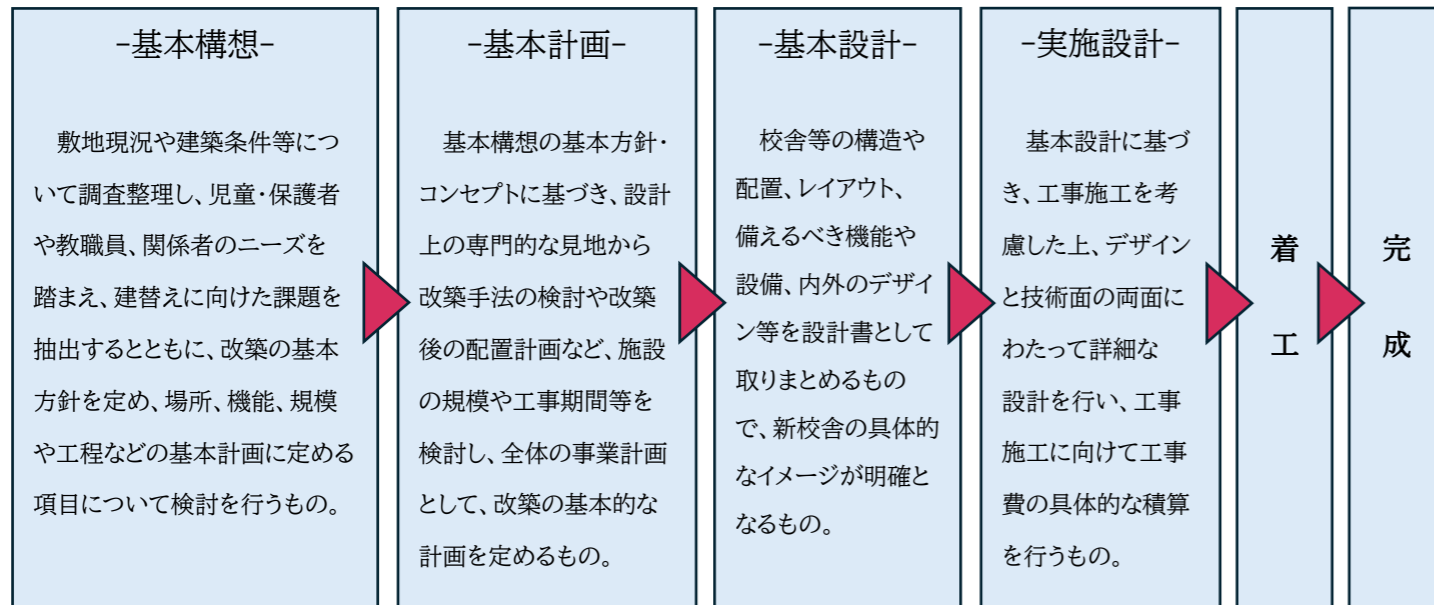 -基本構想-
敷地現況や建築条件等につ
いて調査整理し、児童・保護者
や教職員、関係者のニーズを
踏まえ、建替えに向けた課題を
抽出するとともに、改築の基本
方針を定め、場所、機能、規模
や工程などの基本計画に定める
項目について検討を行うもの。
-基本計画-
基本構想の基本方針・
コンセプトに基づき、設計
上の専門的な見地から
改築手法の検討や改築
後の配置計画など、施設
の規模や工事期間等を
検討し、全体の事業計画
として、改築の基本的な
計画を定めるもの。
-基本設計-
校舎等の構造や
配置、レイアウト、
備えるべき機能や
設備、内外のデザイ
ン等を設計書として
取りまとめるもの
で、新校舎の具体的
なイメージが明確と
なるもの。
-実施設計-
基本設計に基づ
き、工事施工を考
慮した上、デザイン
と技術面の両面に
わたって詳細な
設計を行い、工事
施工に向けて工事
費の具体的な積算
を行うもの。
着工
完成